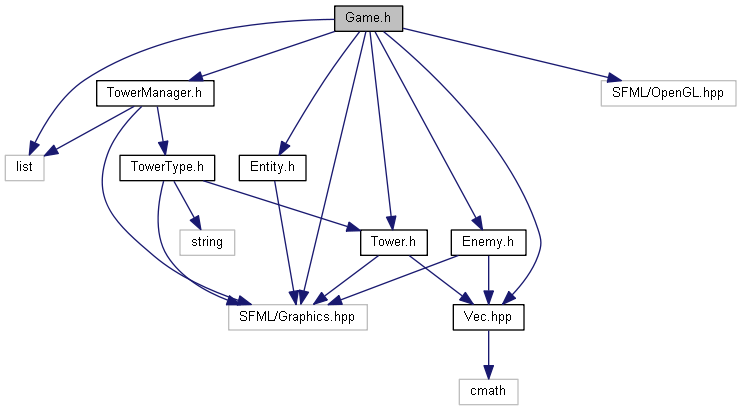 Game.h
TowerManager.h
SFML/OpenGL.hpp
list
TowerType.h
Entity.h
string
Tower.h
Enemy.h
SFML/Graphics.hpp
Vec.hpp
cmath